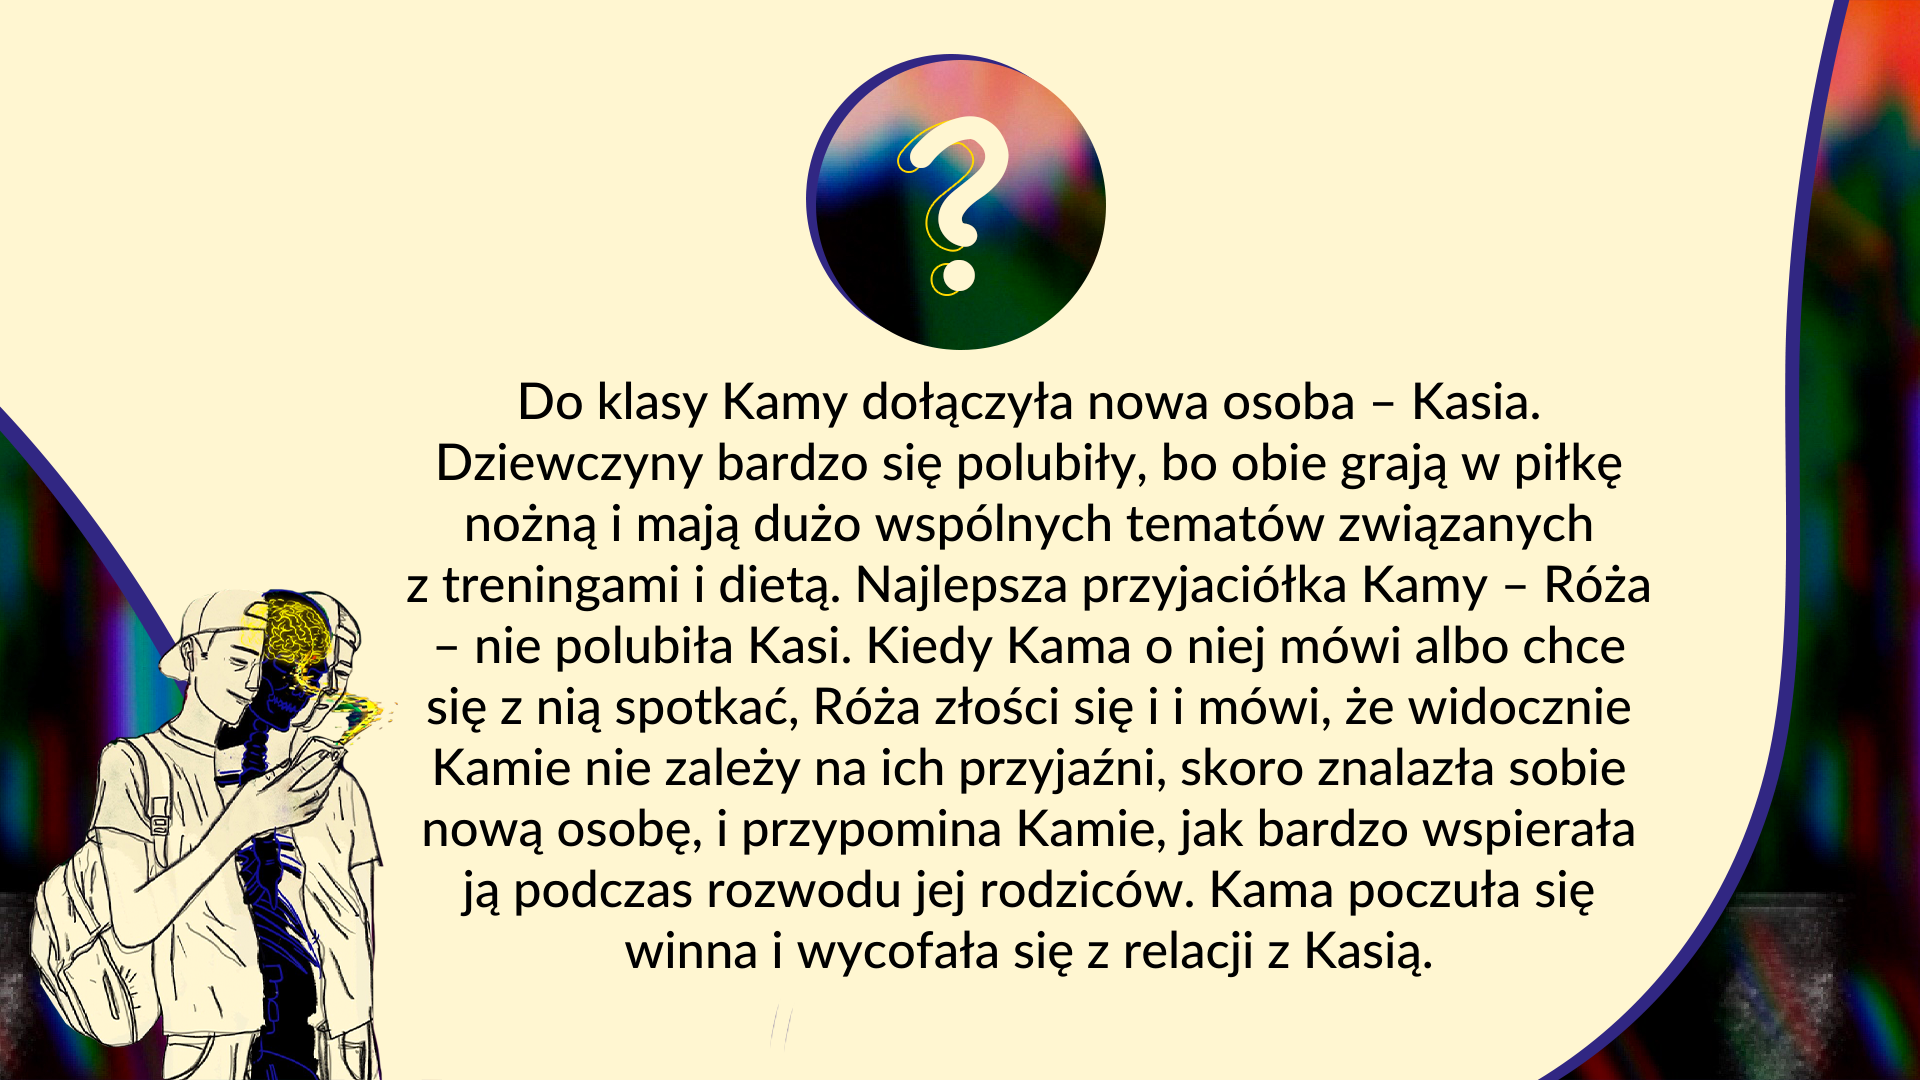 ?
Do klasy Kamy dołączyła nowa osoba – Kasia.
Dziewczyny bardzo się polubiły, bo obie grają w piłkę
nożną i mają dużo wspólnych tematów związanych
z treningami i dietą. Najlepsza przyjaciółka Kamy – Róża
– nie polubiła Kasi. Kiedy Kama o niej mówi albo chce
się z nią spotkać, Róża złości się i i mówi, że widocznie
Kamie nie zależy na ich przyjaźni, skoro znalazła sobie
nową osobę, i przypomina Kamie, jak bardzo wspierała
ją podczas rozwodu jej rodziców. Kama poczuła się
winna i wycofała się z relacji z Kasią.